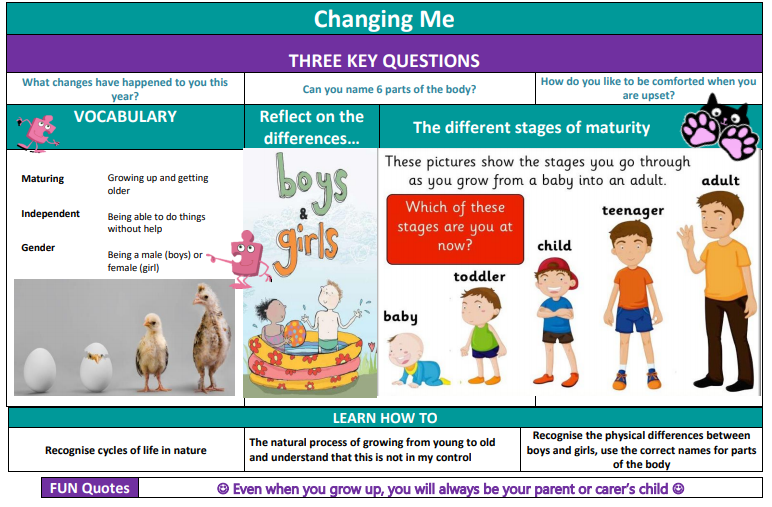 Changing Me
THREE KEY QUESTIONS
What changes have happened to you this
year?
Can you name 6 parts of the body?
How do you like to be comforted when you
are upset?
VOCABULARY
Maturing
Growing up and getting
older
Independent
Being able to do things
without help
Gender
Being a male (boys) or
female (girl)
Reflect on the
differences...
boys
&
girls
The different stages of maturity
These pictures show the stages you go through
as you grow from a baby into an adult.
Which of these
stages are you at
now?
baby
toddler
child
teenager
adult
LEARN HOW TO
Recognise cycles of life in nature
The natural process of growing from young to old
and understand that this is not in my control
Recognise the physical differences between
boys and girls, use the correct names for parts
of the body
FUN Quotes
☺ Even when you grow up, you will always be your parent or carer's child ☺